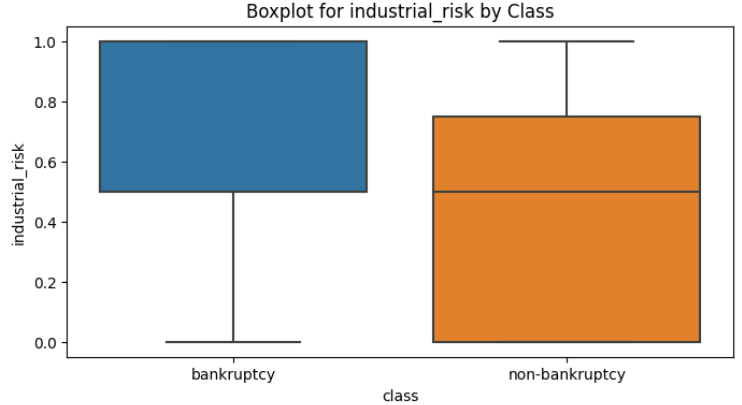 Boxplot for industrial_risk by Class
1.0
0.8
0.6
0.4
0.2
0.0
industrial_risk
bankruptcy
non-bankruptcy
class